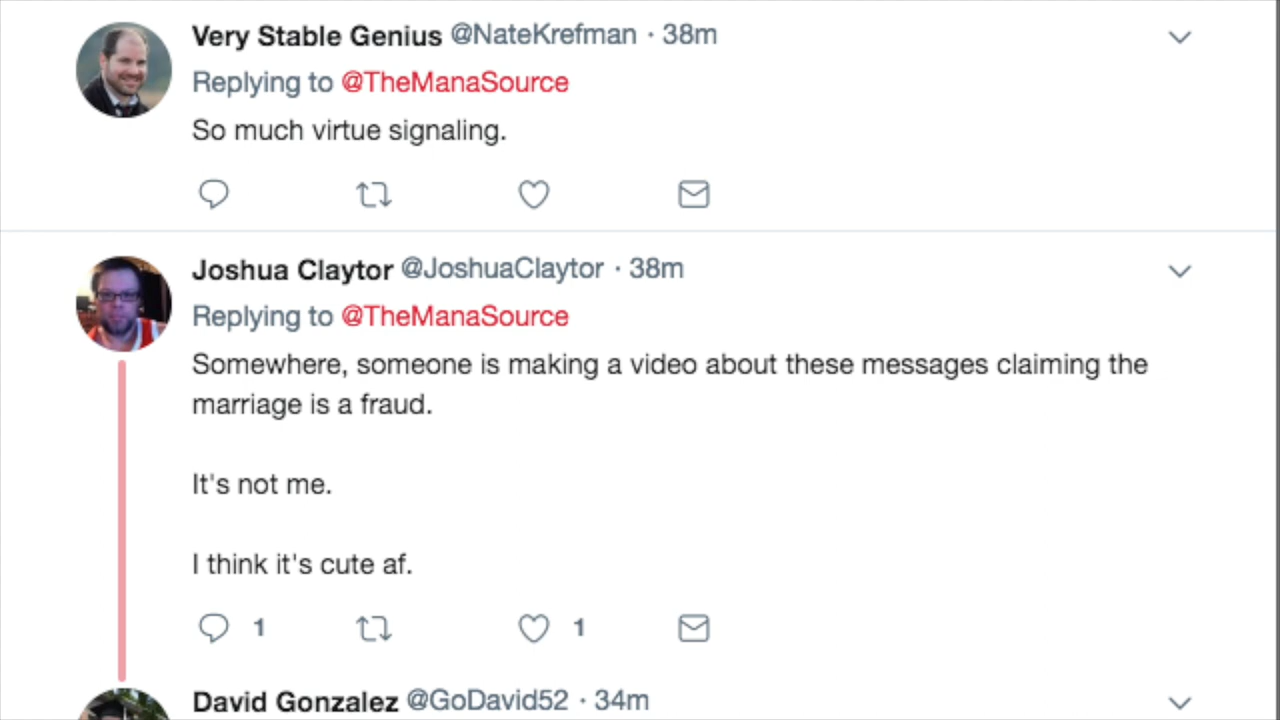 Very Stable Genius @NateKrefman · 38m
Replying to @TheManaSource
So much virtue signaling.
Joshua Claytor @JoshuaClaytor · 38m
Replying to @TheManaSource
Somewhere, someone is making a video about these messages claiming the
marriage is a fraud.
It's not me.
I think it's cute af.
1 1
David Gonzalez @GoDavid52 · 34m